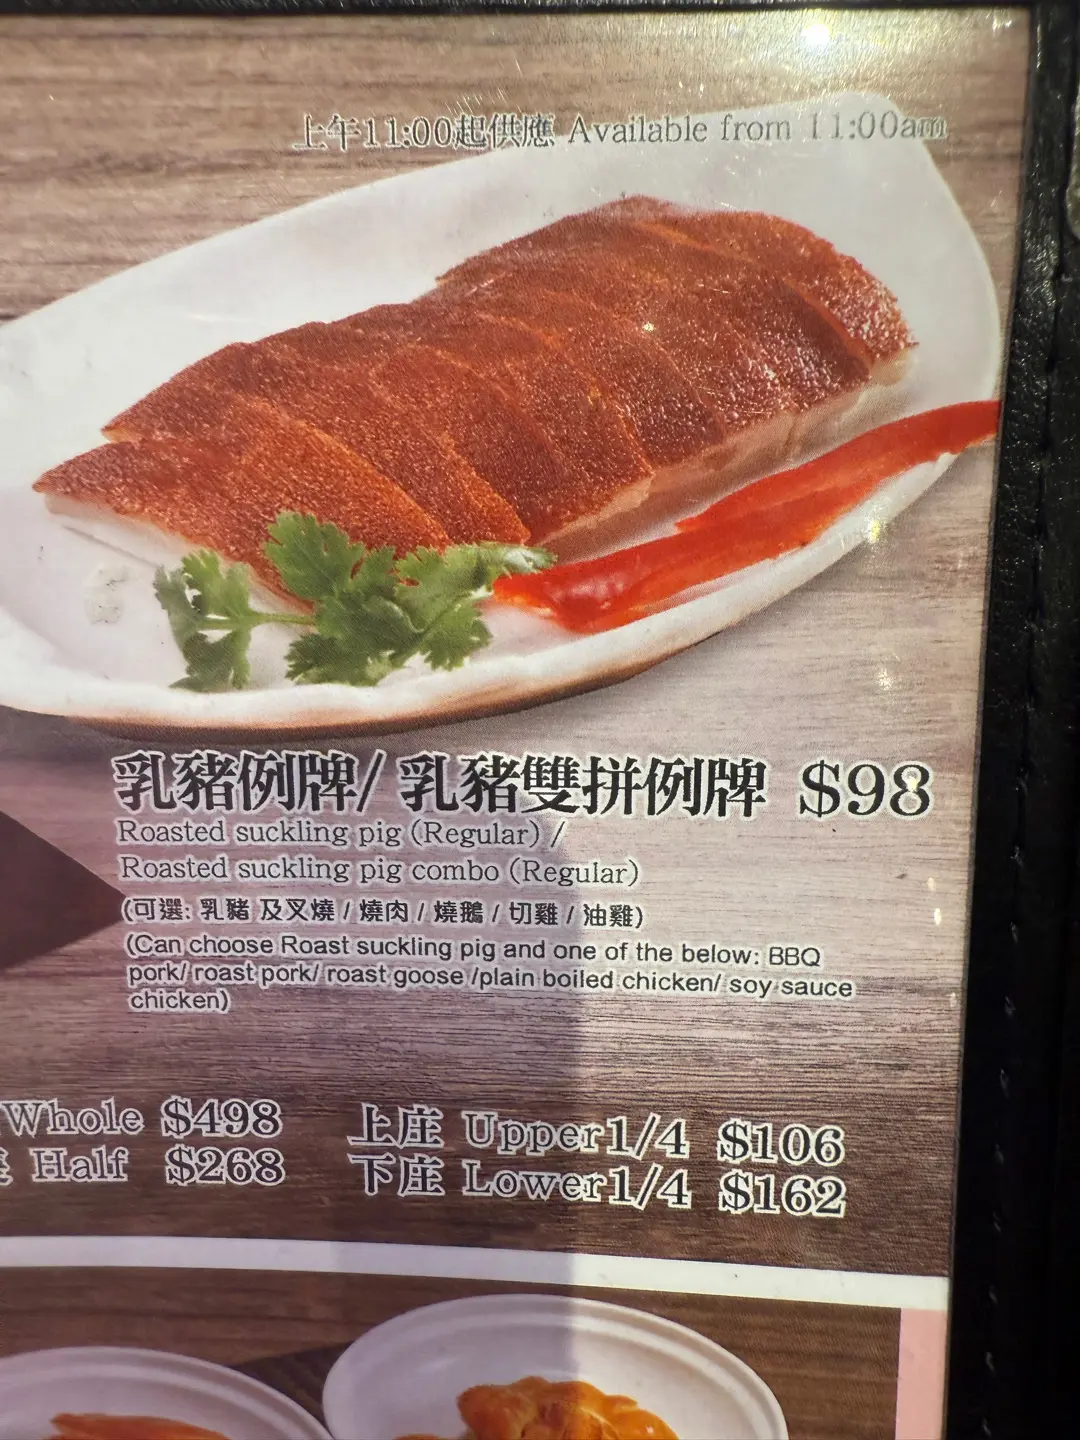 上午11:00起供應 Available from 11:00am
乳豬例牌/ 乳豬雙拼例牌 $98
Roasted suckling pig (Regular) /
Roasted suckling pig combo (Regular)
(可選: 乳豬 及叉燒 / 燒肉 / 燒鵝 / 切雞 / 油雞)
(Can choose Roast suckling pig and one of the below: BBQ
pork/ roast pork/ roast goose /plain boiled chicken/ soy sauce
chicken)
Whole $498 上庄 Upper1/4 $106
Half $268 下庄 Lower1/4 $162